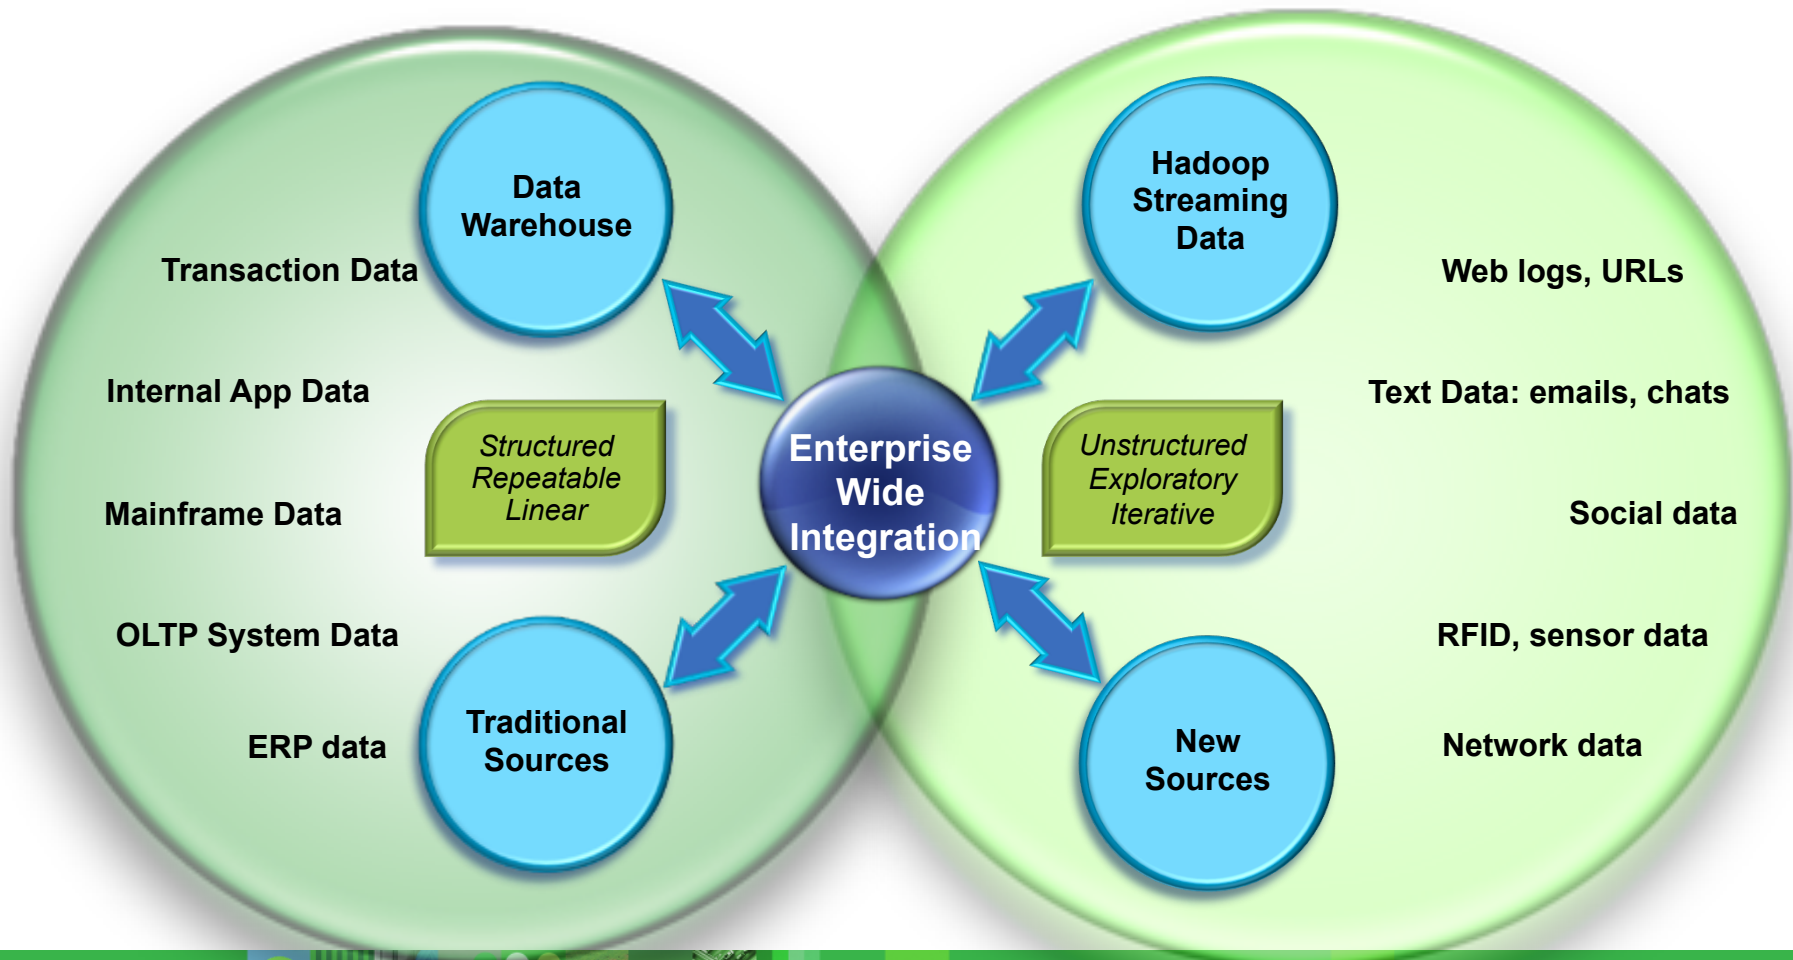 Data
Warehouse
Hadoop
Streaming
Data
Transaction Data
Web logs, URLs
Internal App Data
Text Data: emails, chats
Structured
Repeatable
Linear
Enterprise
Wide
Integration
Unstructured
Exploratory
Iterative
Mainframe Data
Social data
OLTP System Data
RFID, sensor data
Traditional
Sources
New
Sources
ERP data
Network data